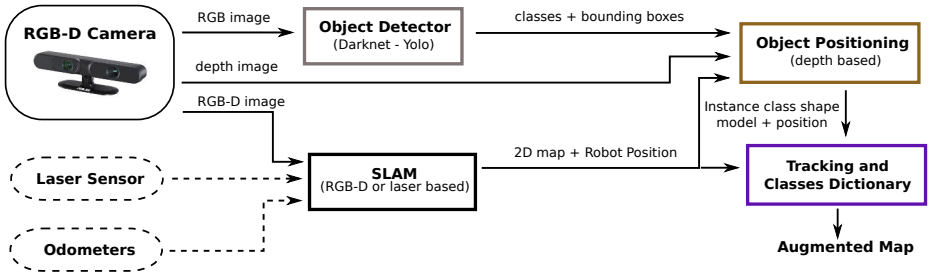 RGB image
classes + bounding boxes
RGB-D Camera
Object Detector
(Darknet - Yolo)
Object Positioning
(depth based)
depth image
RGB-D image
Instance class shape
model + position
2D map + Robot Position
SLAM
(RGB-D or laser based)
Laser Sensor
Tracking and
Classes Dictionary
Odometers
Augmented Map